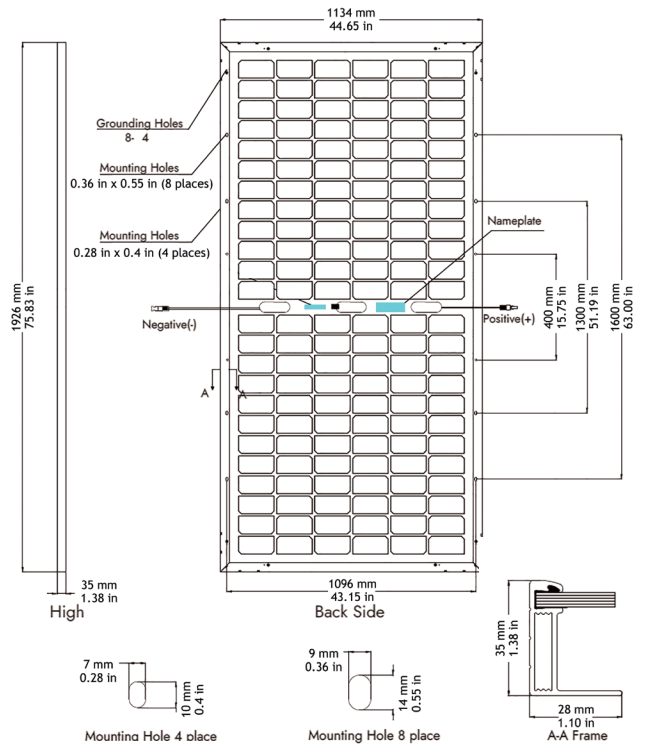 1134 mm
44.65 in
Grounding Holes
8- 4
Mounting Holes
0.36 in x 0.55 in (8 places)
Mounting Holes
0.28 in x 0.4 in (4 places)
Nameplate
1926 mm
75.83 in
Negative(-)
Positive(+)
400 mm
15.75 in
1300 mm
51.19 in
1600 mm
63.00 in
A
A
35 mm
1.38 in
High
1096 mm
43.15 in
Back Side
35 mm
1.38 in
28 mm
1.10 in
A-A Frame
7 mm
0.28 in
10 mm
0.4 in
Mounting Hole 4 place
9 mm
0.36 in
14 mm
0.55 in
Mounting Hole 8 place